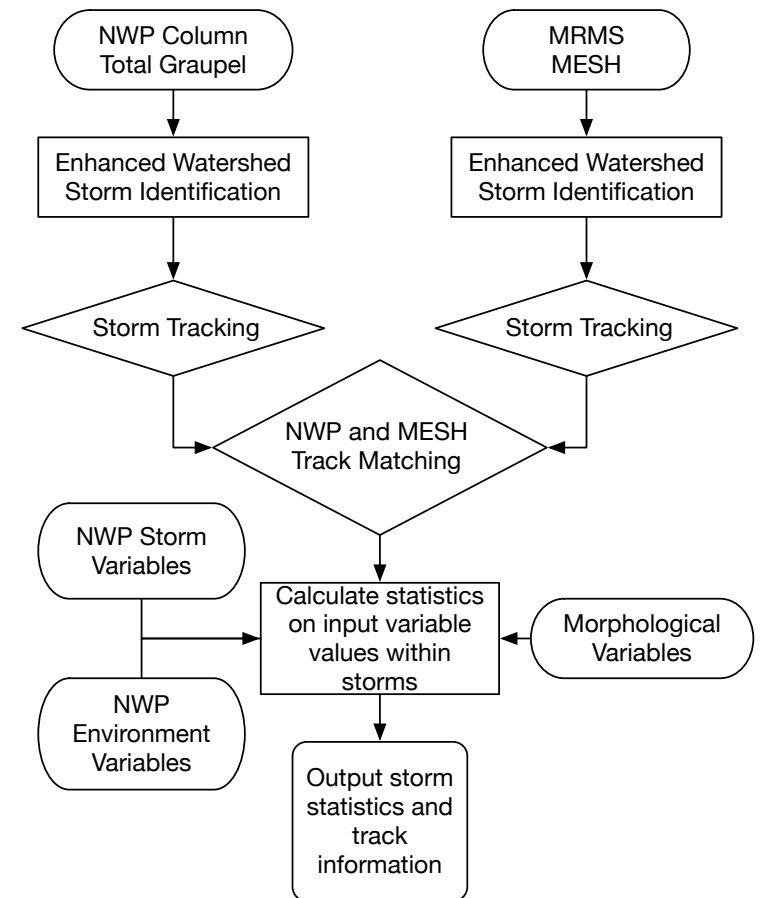 NWP Column
Total Graupel
MRMS
MESH
Enhanced Watershed
Storm Identification
Enhanced Watershed
Storm Identification
Storm Tracking
Storm Tracking
NWP and MESH
Track Matching
NWP Storm
Variables
Calculate statistics
on input variable
values within
storms
Morphological
Variables
NWP
Environment
Variables
Output storm
statistics and
track
information